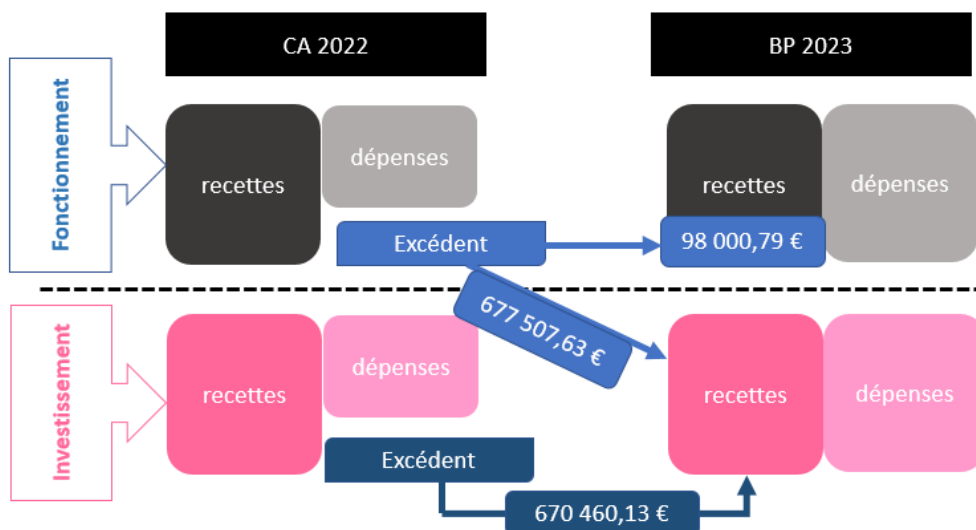 CA 2022
BP 2023
Fonctionnement
recettes
dépenses
recettes
dépenses
Excédent
98 000,79 €
677 507,63 €
Investissement
recettes
dépenses
recettes
dépenses
Excédent
670 460,13 €